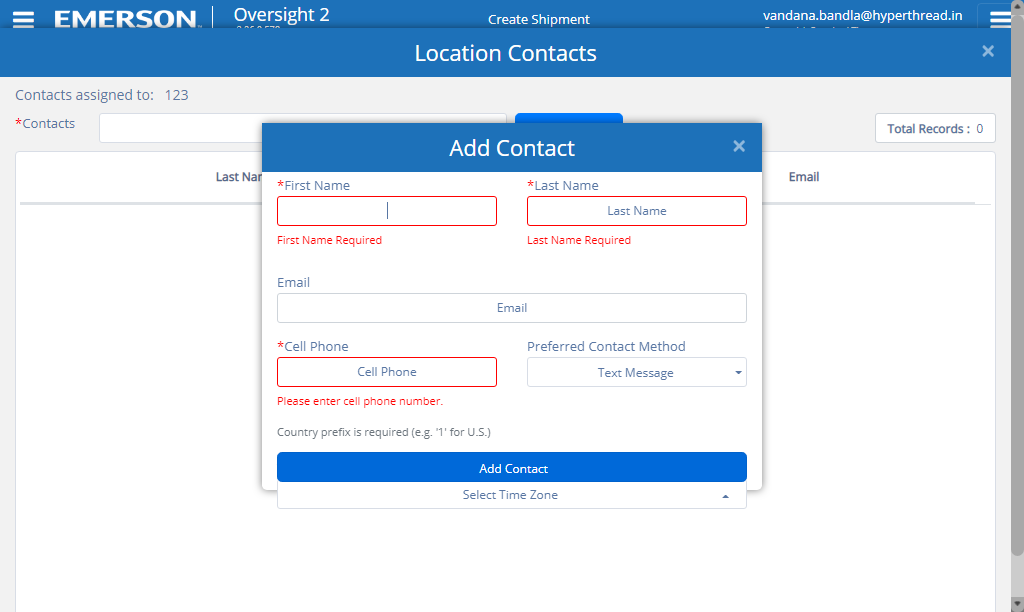 EMERSON Oversight 2
Create Shipment
vandana.bandla@hyperthread.in
Location Contacts ×
Contacts assigned to: 123
*Contacts
Total Records : 0
Add Contact ×
Last Nam
Email
*First Name *Last Name
Last Name
First Name Required Last Name Required
Email
Email
*Cell Phone Preferred Contact Method
Cell Phone Text Message
Please enter cell phone number.
Country prefix is required (e.g. '1' for U.S.)
Add Contact
Select Time Zone